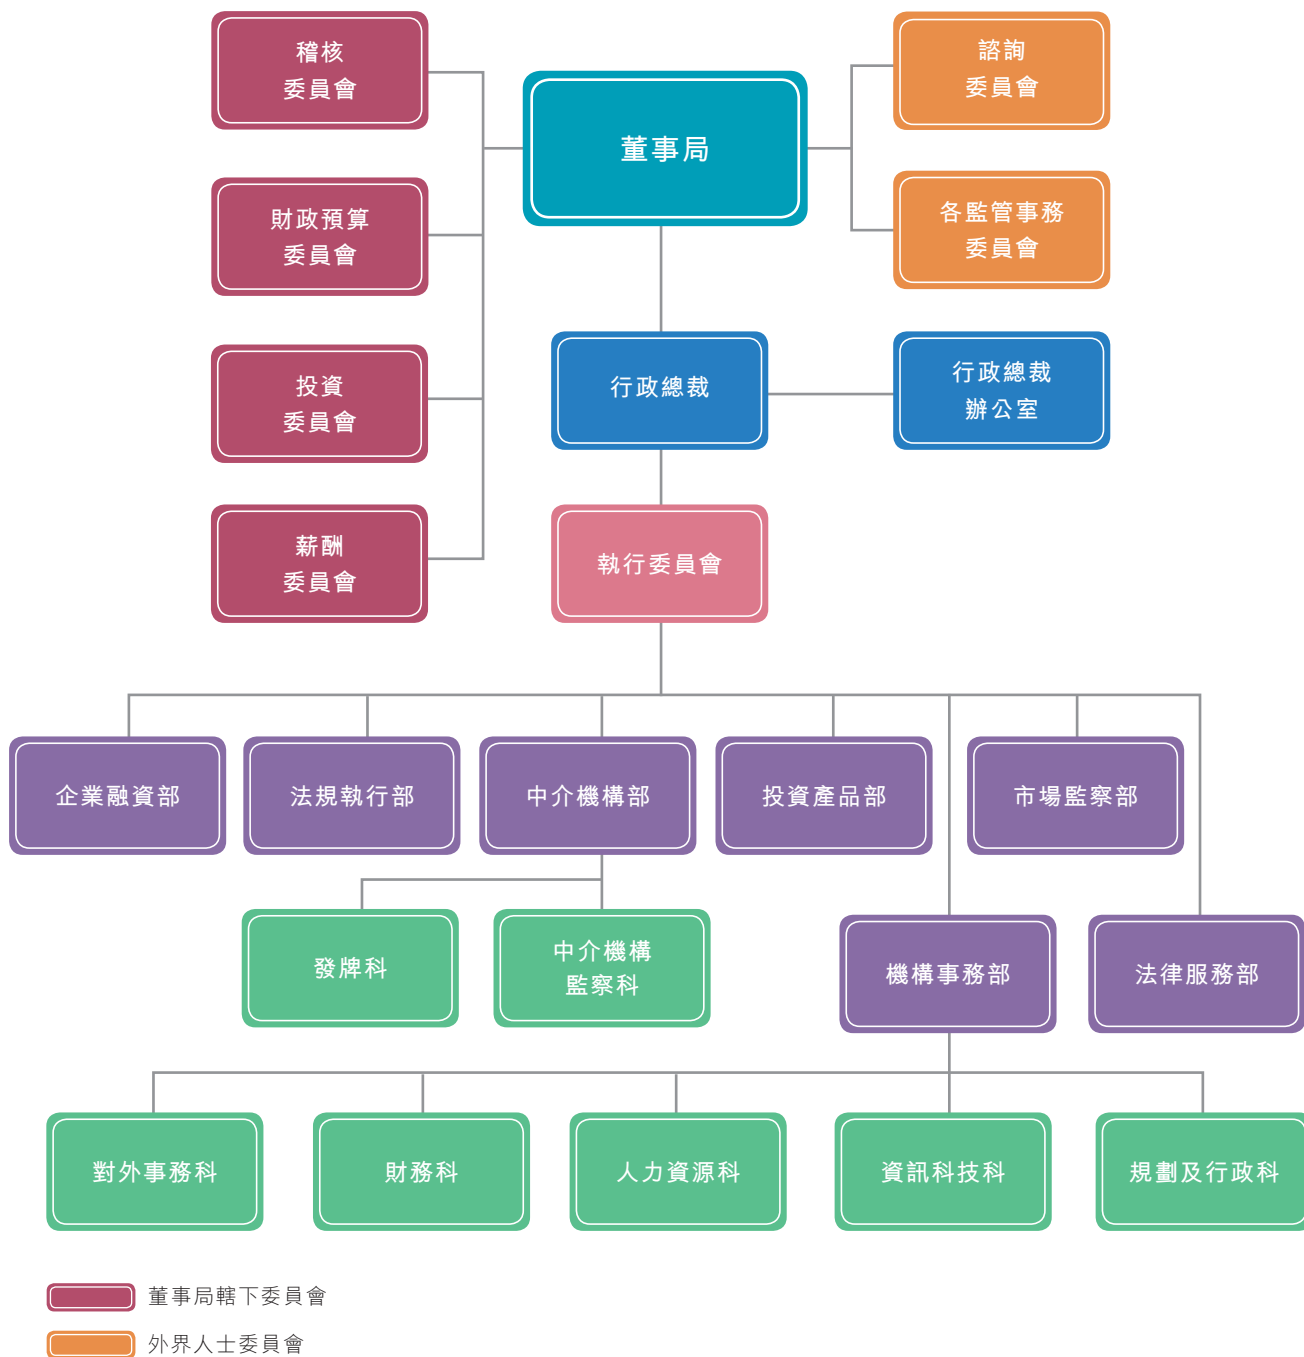 稽核
委員會
財政預算
委員會
投資
委員會
薪酬
委員會
董事局
諮詢
委員會
各監管事務
委員會
行政總裁
行政總裁
辦公室
執行委員會
企業融資部
法規執行部
中介機構部
投資產品部
市場監察部
發牌科
中介機構
監察科
機構事務部
法律服務部
對外事務科
財務科
人力資源科
資訊科技科
規劃及行政科
董事局轄下委員會
外界人士委員會